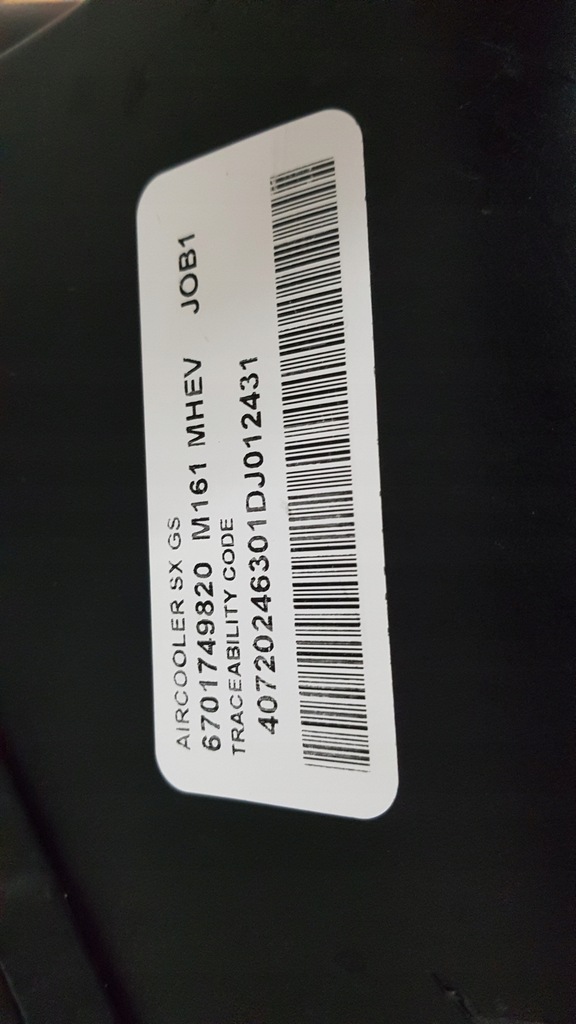 AIRCOOLER SX GS
6701749820 M161 MHEV JOB1
TRACEABILITY CODE
40720246301DJ012431